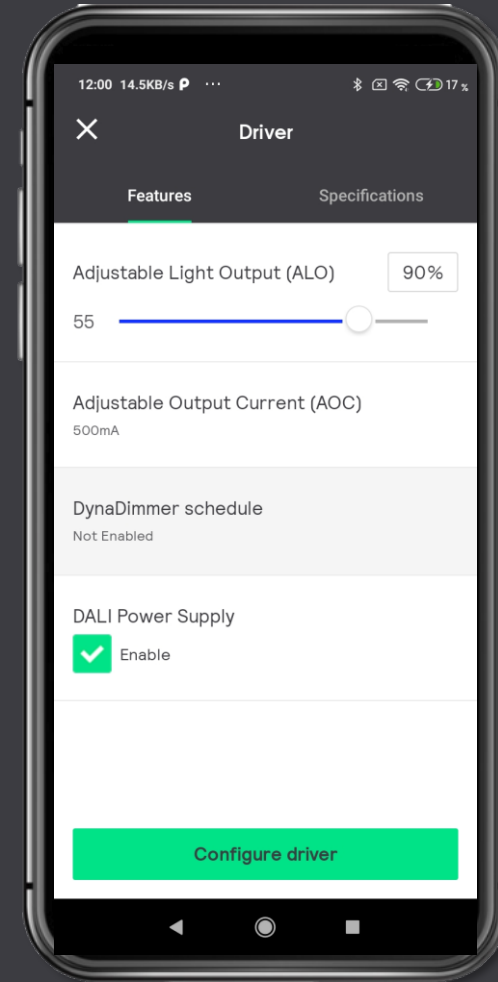 12:00 14.5KB/s P ... 17 %
Driver
Features Specifications
Adjustable Light Output (ALO) 90%
55
Adjustable Output Current (AOC)
500mA
DynaDimmer schedule
Not Enabled
DALI Power Supply
Enable
Configure driver